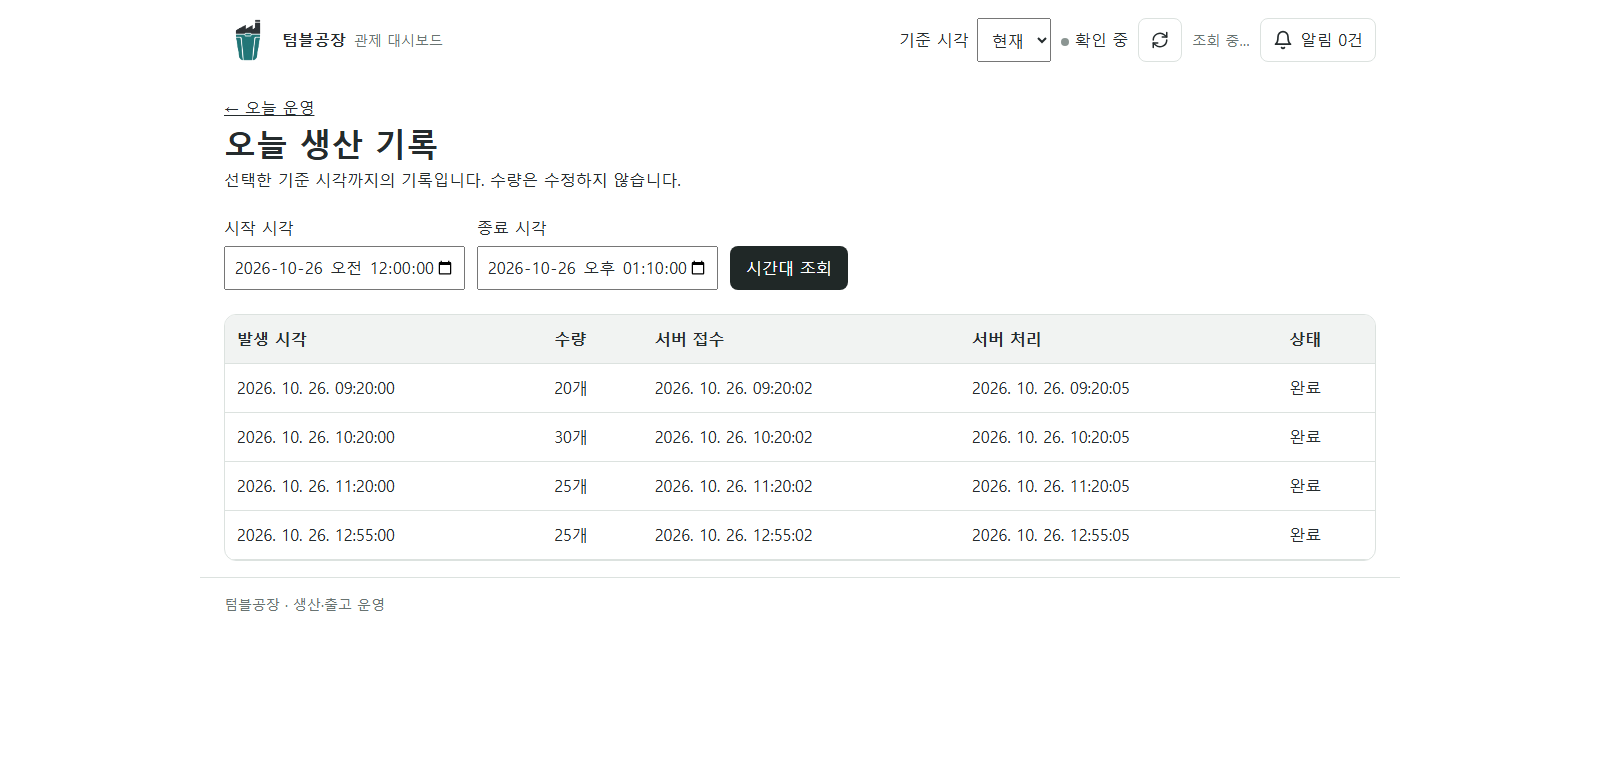 텀블공장 관제 대시보드
기준 시각 현재 확인 중 조회 중... 알림 0건
← 오늘 운영
오늘 생산 기록
선택한 기준 시각까지의 기록입니다. 수량은 수정하지 않습니다.
시작 시각 종료 시각
2026-10-26 오전 12:00:00 2026-10-26 오후 01:10:00 시간대 조회
발생 시각 수량 서버 접수 서버 처리 상태
2026. 10. 26. 09:20:00 20개 2026. 10. 26. 09:20:02 2026. 10. 26. 09:20:05 완료
2026. 10. 26. 10:20:00 30개 2026. 10. 26. 10:20:02 2026. 10. 26. 10:20:05 완료
2026. 10. 26. 11:20:00 25개 2026. 10. 26. 11:20:02 2026. 10. 26. 11:20:05 완료
2026. 10. 26. 12:55:00 25개 2026. 10. 26. 12:55:02 2026. 10. 26. 12:55:05 완료
텀블공장 · 생산·출고 운영